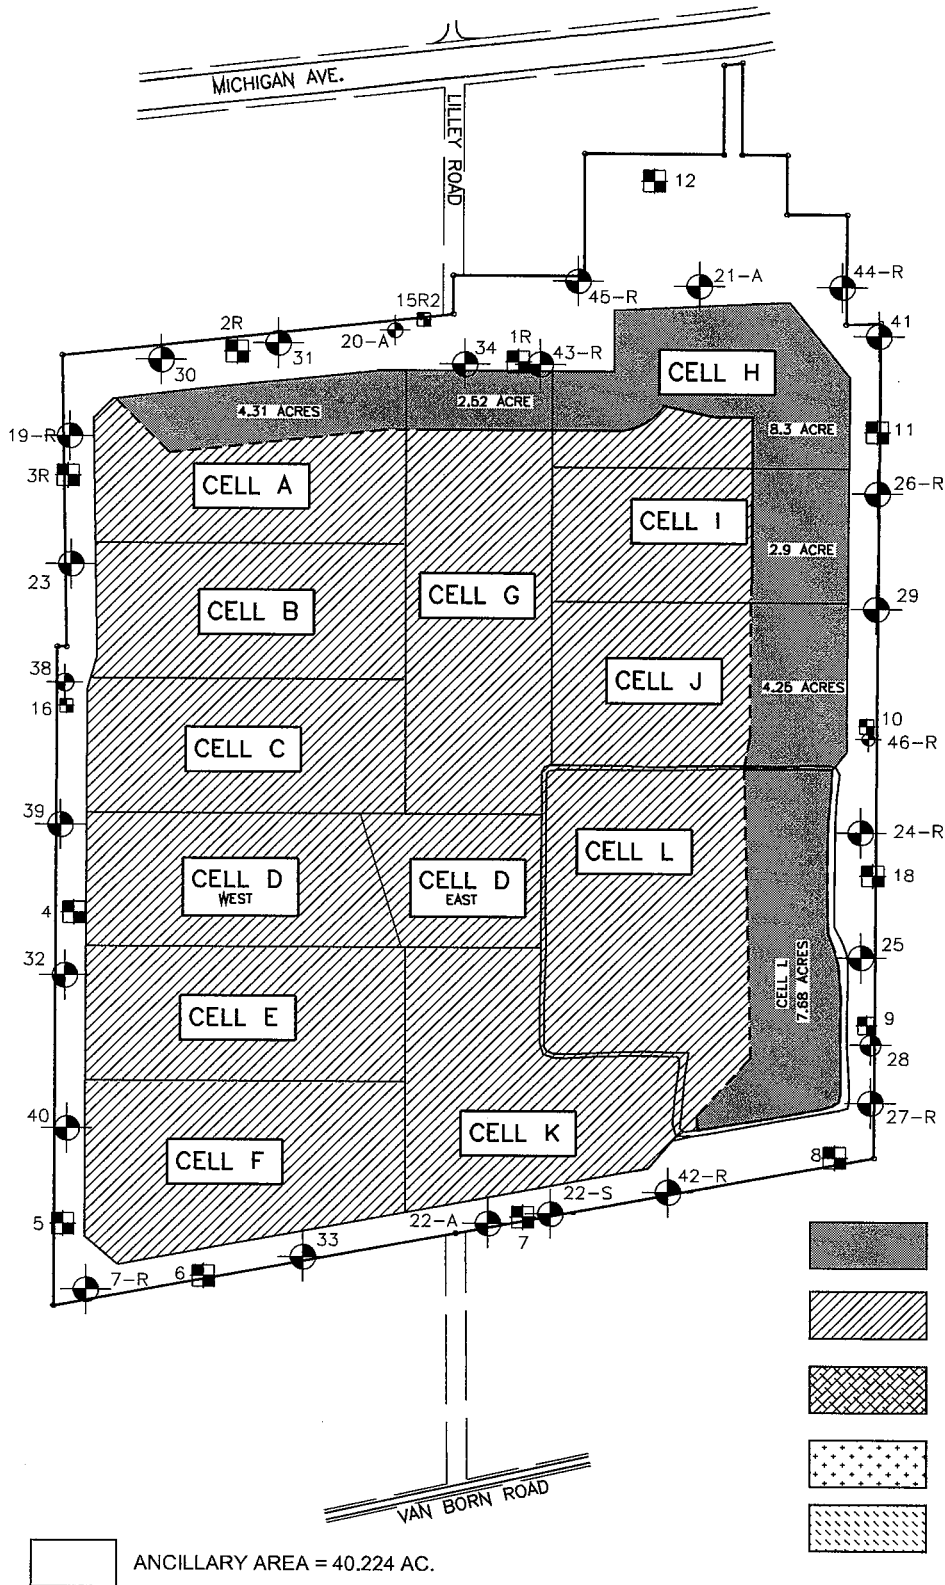 MICHIGAN AVE.
LILLEY ROAD
12
44-R
21-A
45-R
41
15R2
2R
20-A
31
30
34
1R
43-R
CELL H
4.31 ACRES
2.52 ACRE
8.3 ACRE
11
19-R
3R
CELL A
26-R
CELL I
2.9 ACRE
23
CELL G
CELL B
29
38
CELL J
4.25 ACRES
16
10
46-R
CELL C
39
24-R
CELL L
18
CELL D
WEST
CELL D
EAST
4
25
32
CELL L
7.68 ACRES
CELL E
9
28
40
27-R
CELL K
CELL F
8
42-R
22-S
22-A
5
7
33
7-R
6
VAN BORN ROAD
ANCILLARY AREA = 40.224 AC.